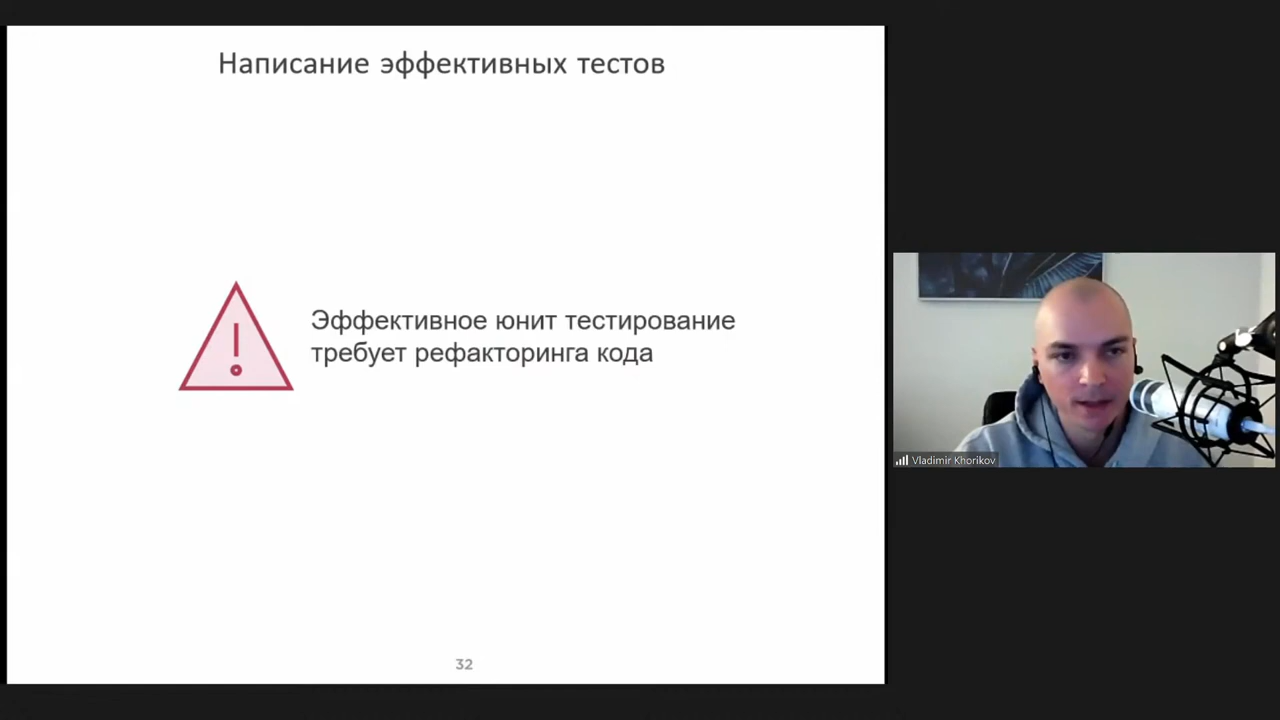 Написание эффективных тестов
Эффективное юнит тестирование
требует рефакторинга кода
32
Vladimir Khorikov